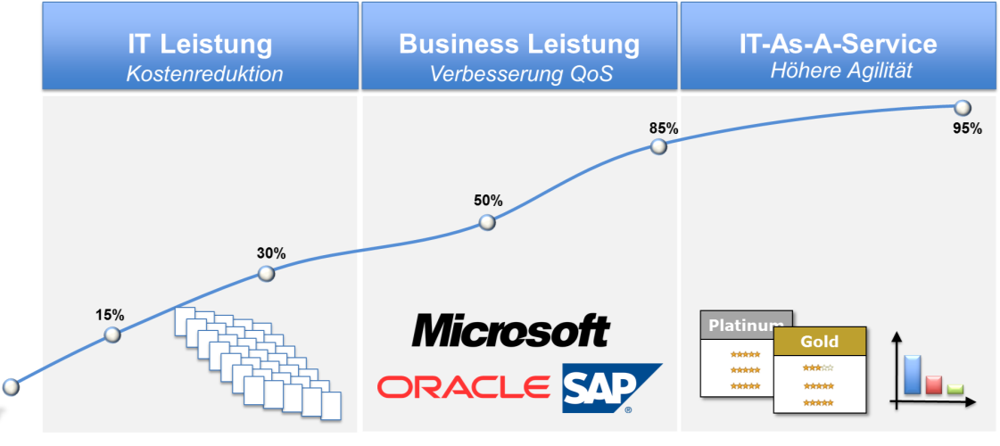 IT Leistung
Kostenreduktion
Business Leistung
Verbesserung QoS
IT-As-A-Service
Höhere Agilität
15%
30%
50%
85%
95%
Microsoft
ORACLE
SAP
®
Platinum
Gold